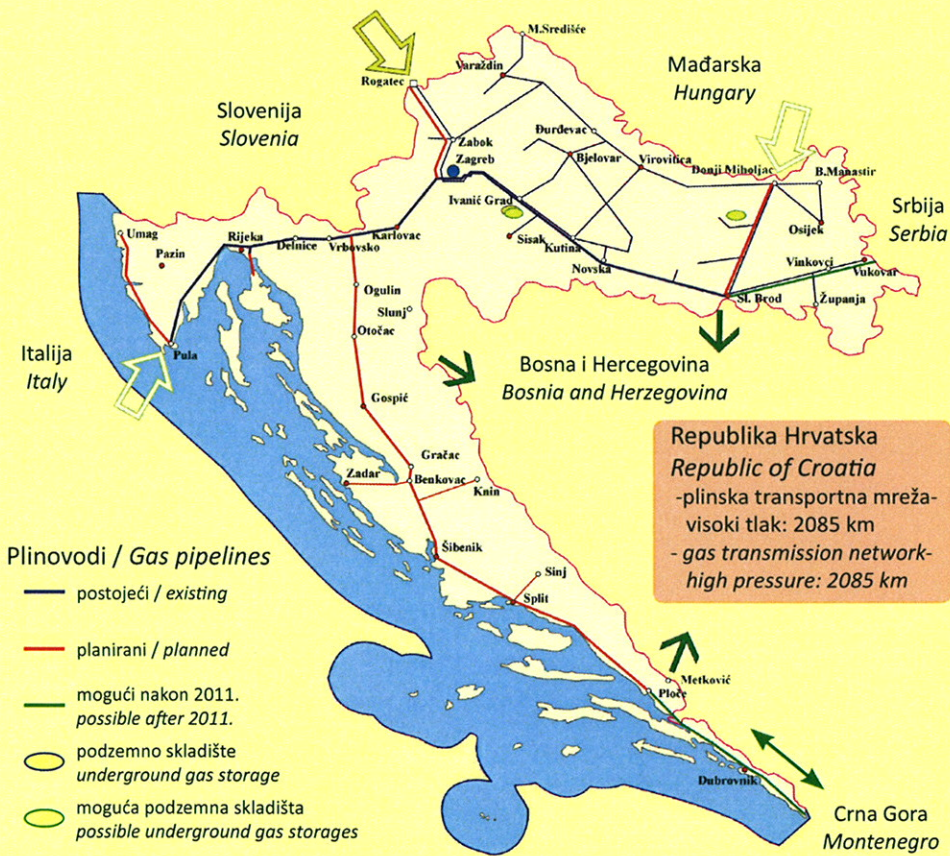 M.Središće
Varaždin
Rogatec
Mađarska
Hungary
Slovenija
Slovenia
Đurđevac
Zabok
Zagreb
Bjelovar
Virovitica
Donji Miholjac
B.Manastir
Ivanić Grad
Srbija
Serbia
Umag
Rijeka
Delnice
Vrbovsko
Karlovac
Sisak
Kutina
Osijek
Pazin
Novska
Vinkovci
Vukovar
Ogulin
Slunj
Sl. Brod
Županja
Otočac
Italija
Italy
Pula
Bosna i Hercegovina
Bosnia and Herzegovina
Gospić
Gračac
Zadar
Benkovac
Knin
Republika Hrvatska
Republic of Croatia
-plinska transportna mreža-
visoki tlak: 2085 km
- gas transmission network-
high pressure: 2085 km
Šibenik
Sinj
Split
Plinovodi / Gas pipelines
postojeći / existing
planirani / planned
mogući nakon 2011.
possible after 2011.
podzemno skladište
underground gas storage
moguća podzemna skladišta
possible underground gas storages
Metković
Ploče
Dubrovnik
Crna Gora
Montenegro